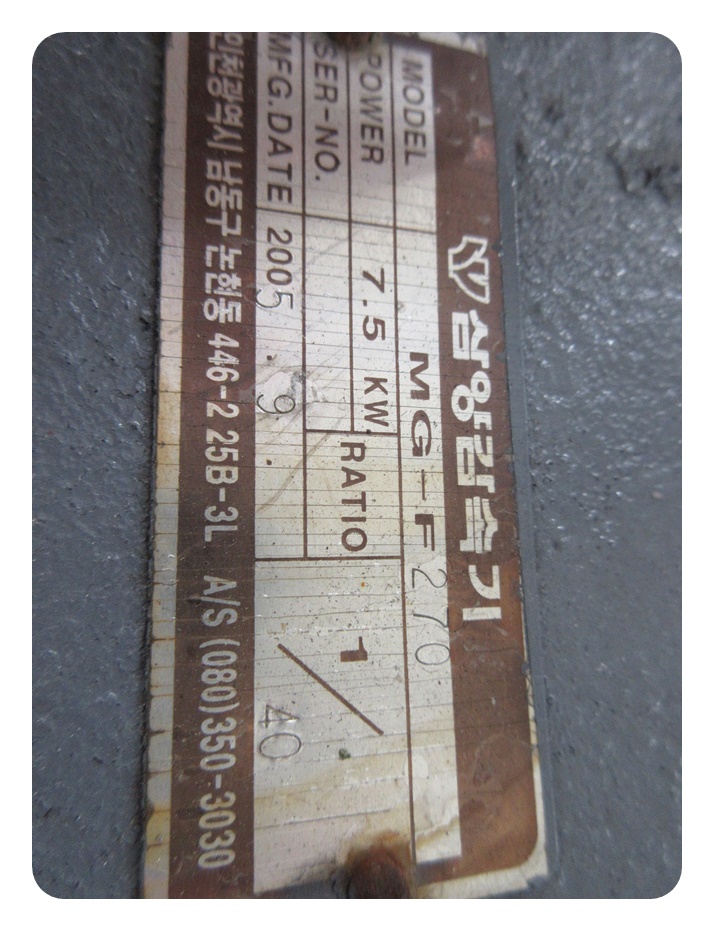 삼양감속기
MODEL MG-F270
POWER 7.5 KW RATIO 1/40
SER-NO.
MFG.DATE 2005.9.
인천광역시 남동구 논현동 446-2 25B-3L A/S (080)350-3030